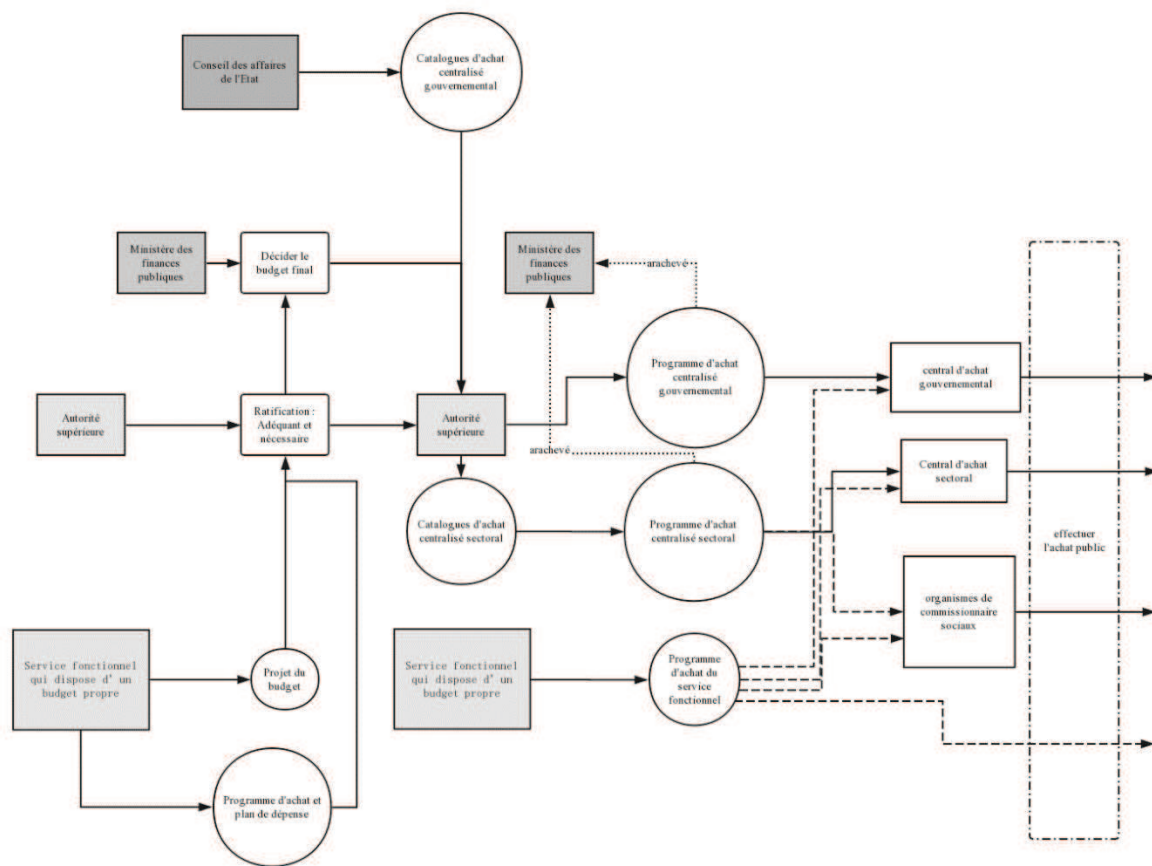 Conseil des affaires
de l'Etat
Catalogues d'achat
centralisé
gouvernemental
Ministère des
finances
publiques
Décider le
budget final
Ministère des
finances
publiques
arachevé
Programme d'achat
centralisé
gouvernemental
central d'achat
gouvernemental
Autorité
supérieure
Ratification :
Adéquant et
nécessaire
Autorité
supérieure
arachevé
Central d'achat
sectoral
Catalogues d'achat
centralisé sectoral
Programme d'achat
centralisé sectoral
effectuer
l'achat public
organismes de
commissionnaire
sociaux
Service fonctionnel
qui dispose d'un
budget propre
Projet du
budget
Service fonctionnel
qui dispose d'un
budget propre
Programme
d'achat du
service
fonctionnel
Programme d'achat et
plan de dépense